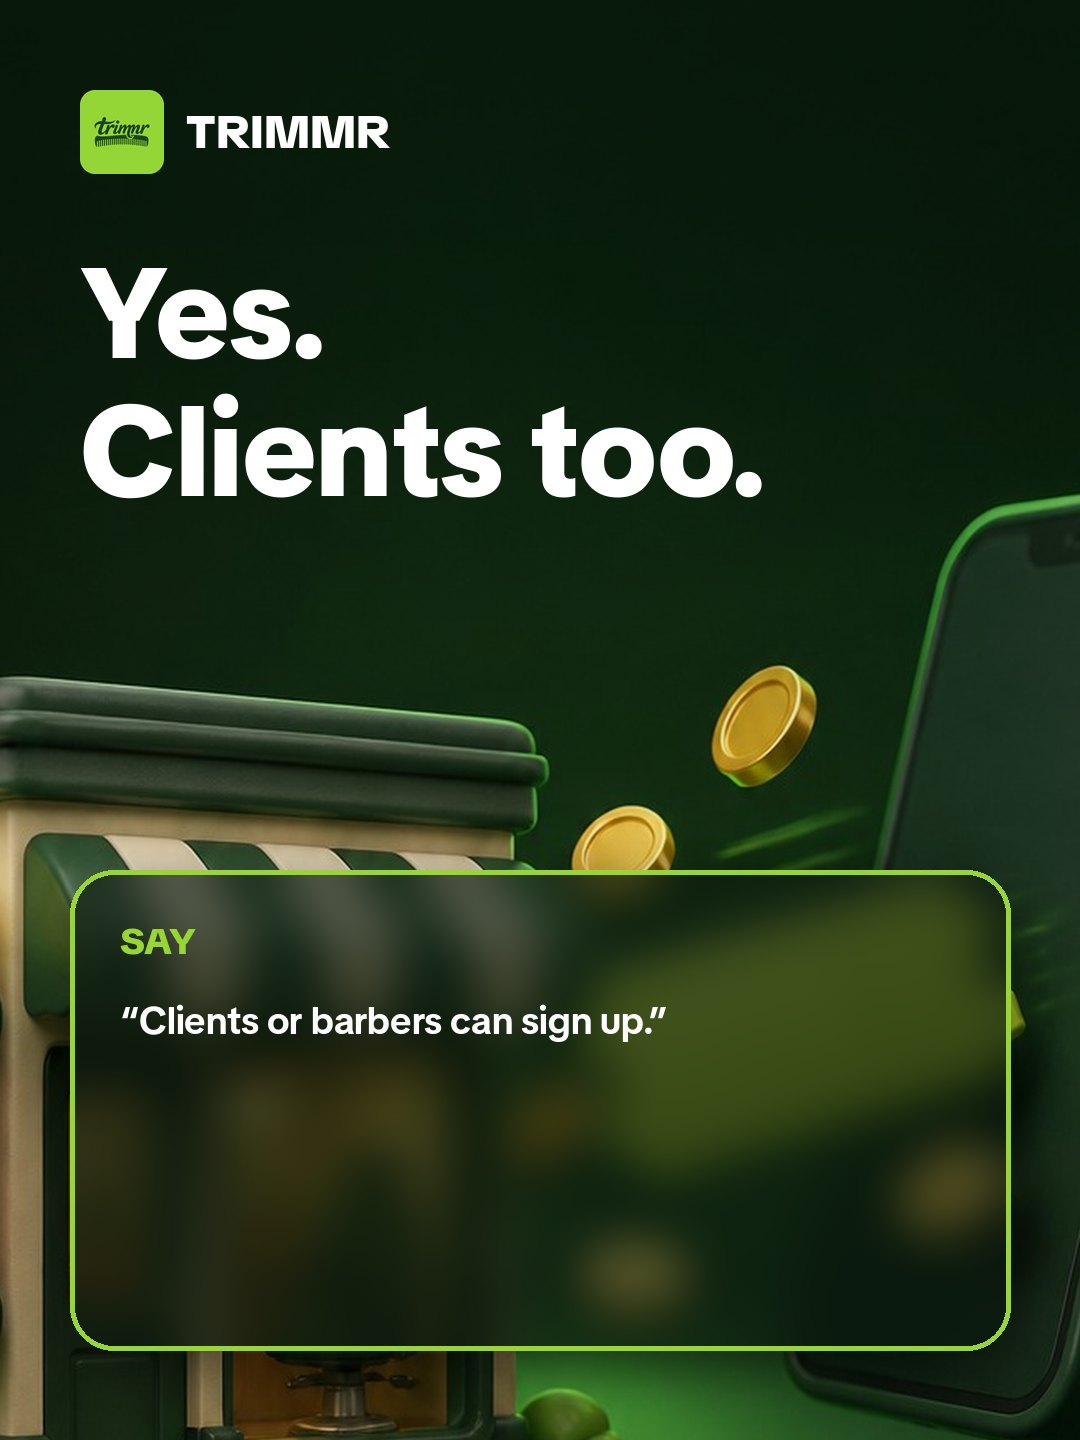 trimmr
TRIMMR
Yes.
Clients too.
SAY
“Clients or barbers can sign up.”